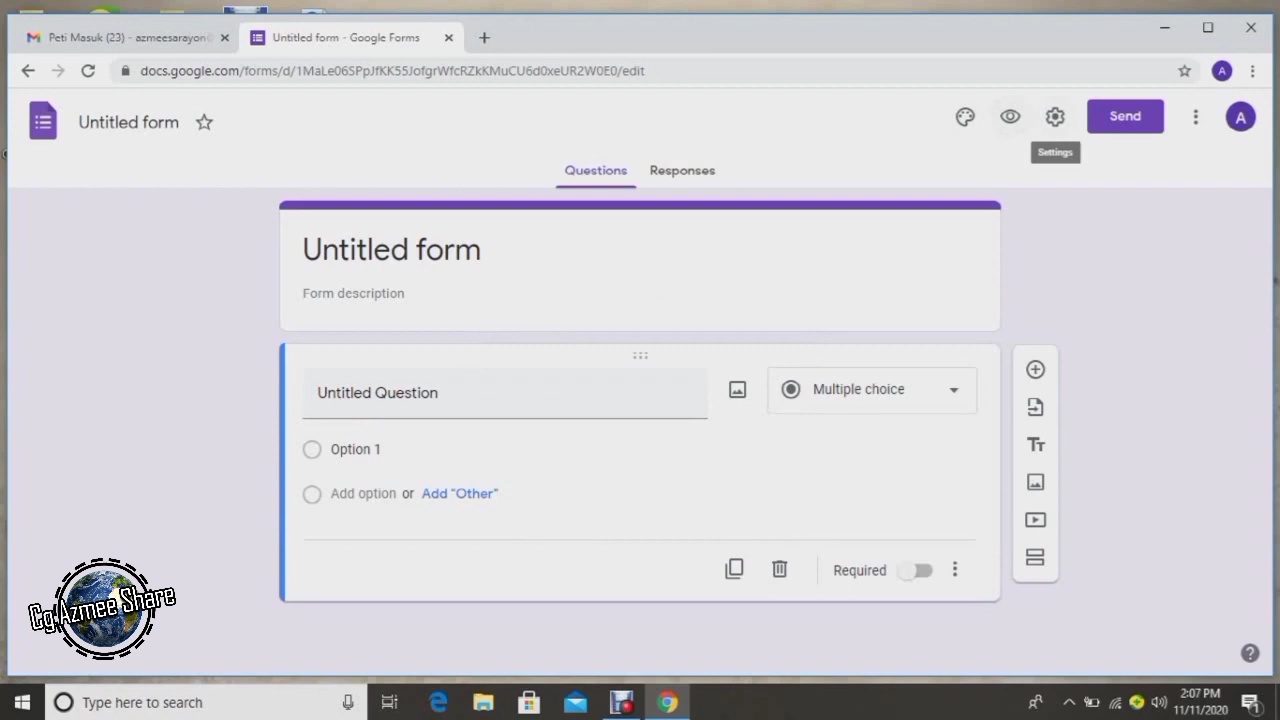 Peti Masuk (23) - azmeesarayon
Untitled form - Google Forms
docs.google.com/forms/d/1MaLe06SPpJfKK55JofgrWfcRZkKMuCU6d0xeUR2W0E0/edit
A
Untitled form
Send
A
Settings
Questions
Responses
Untitled form
Form description
Untitled Question
Multiple choice
Option 1
Add option or Add "Other"
Required
Cg Azmee Share
Type here to search
2:07 PM
11/11/2020
1